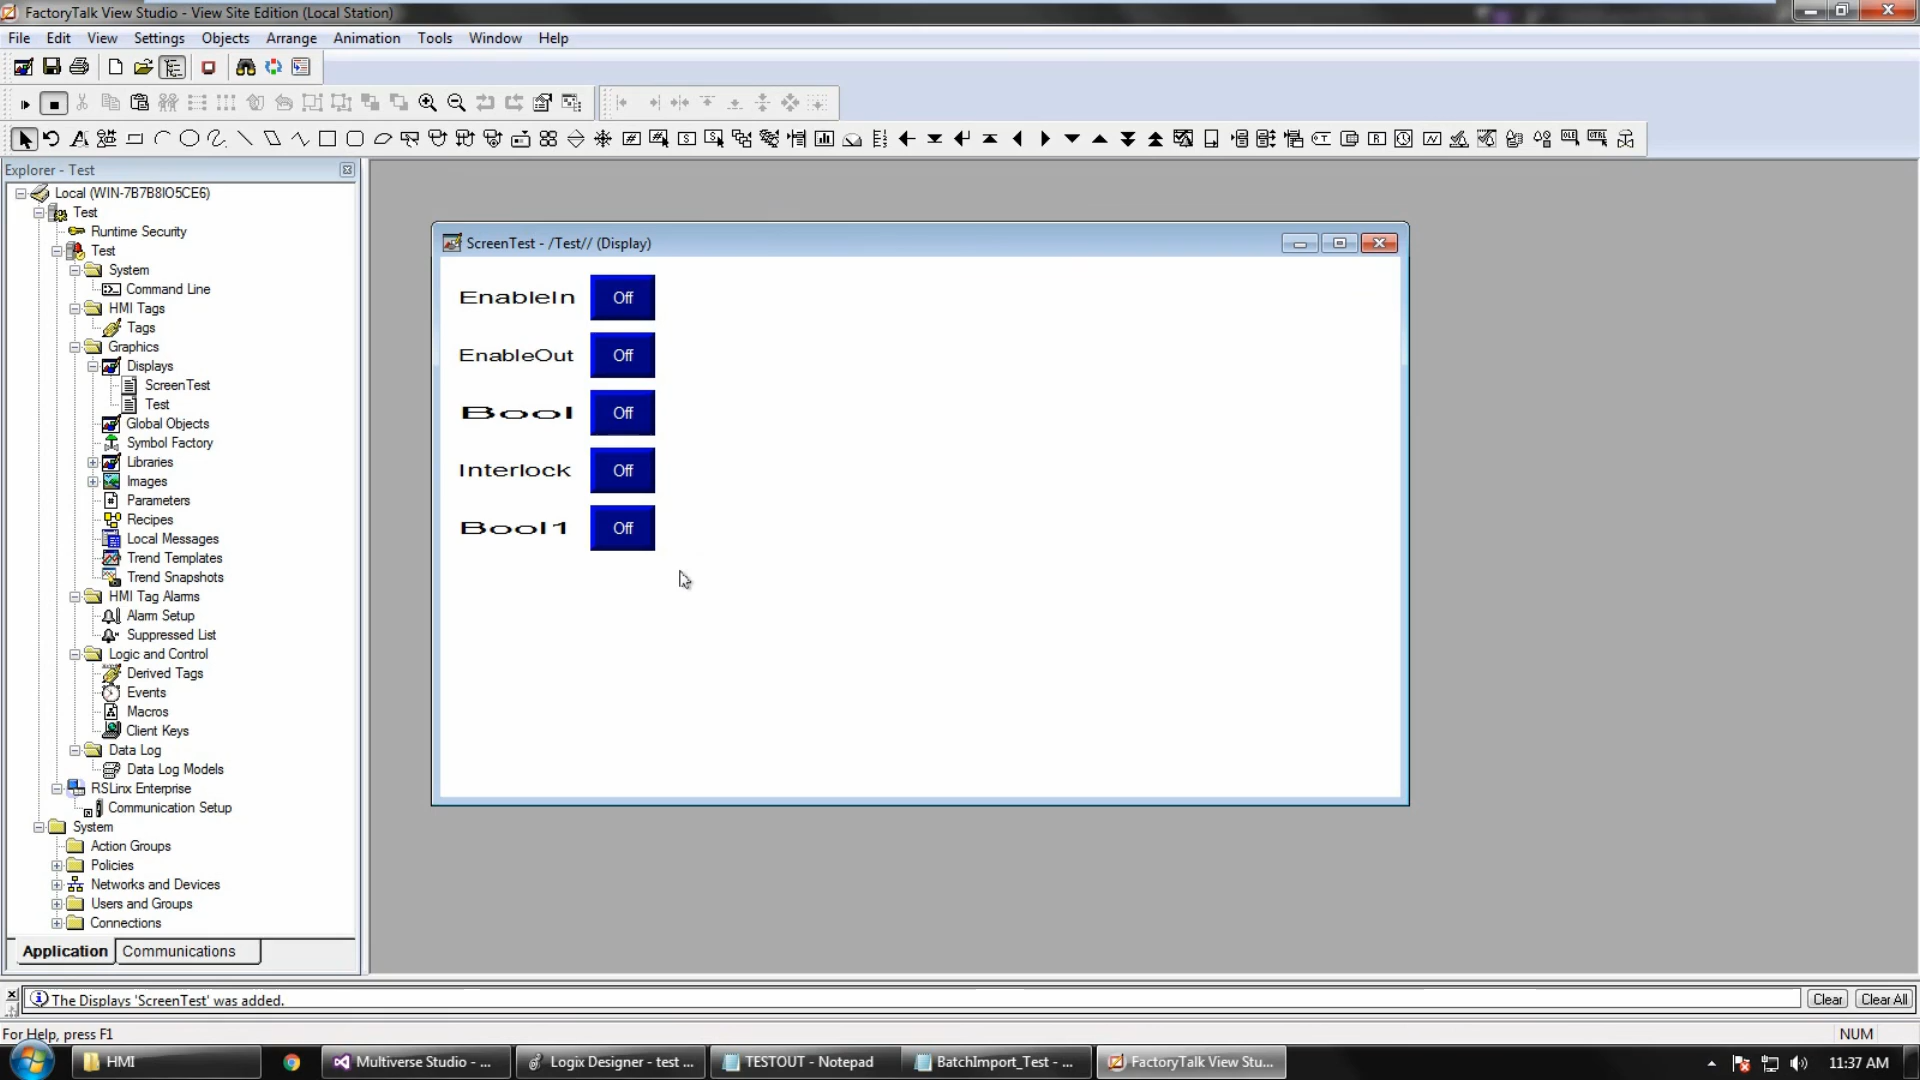 FactoryTalk View Studio - View Site Edition (Local Station)
File Edit View Settings Objects Arrange Animation Tools Window Help
Explorer - Test
Local (WIN-7B7B8IO5CE6)
Test
Runtime Security
Test
System
Command Line
HMI Tags
Tags
Graphics
Displays
ScreenTest
Test
Global Objects
Symbol Factory
Libraries
Images
Parameters
Recipes
Local Messages
Trend Templates
Trend Snapshots
HMI Tag Alarms
Alarm Setup
Suppressed List
Logic and Control
Derived Tags
Events
Macros
Client Keys
Data Log
Data Log Models
RSLinx Enterprise
Communication Setup
System
Action Groups
Policies
Networks and Devices
Users and Groups
Connections
Application Communications
ScreenTest - /Test// (Display)
EnableIn Off
EnableOut Off
Bool Off
Interlock Off
Bool1 Off
The Displays 'ScreenTest' was added.
Clear Clear All
For Help, press F1
NUM
HMI
Multiverse Studio - ...
Logix Designer - test ...
TESTOUT - Notepad
BatchImport_Test - ...
FactoryTalk View Stu...
11:37 AM